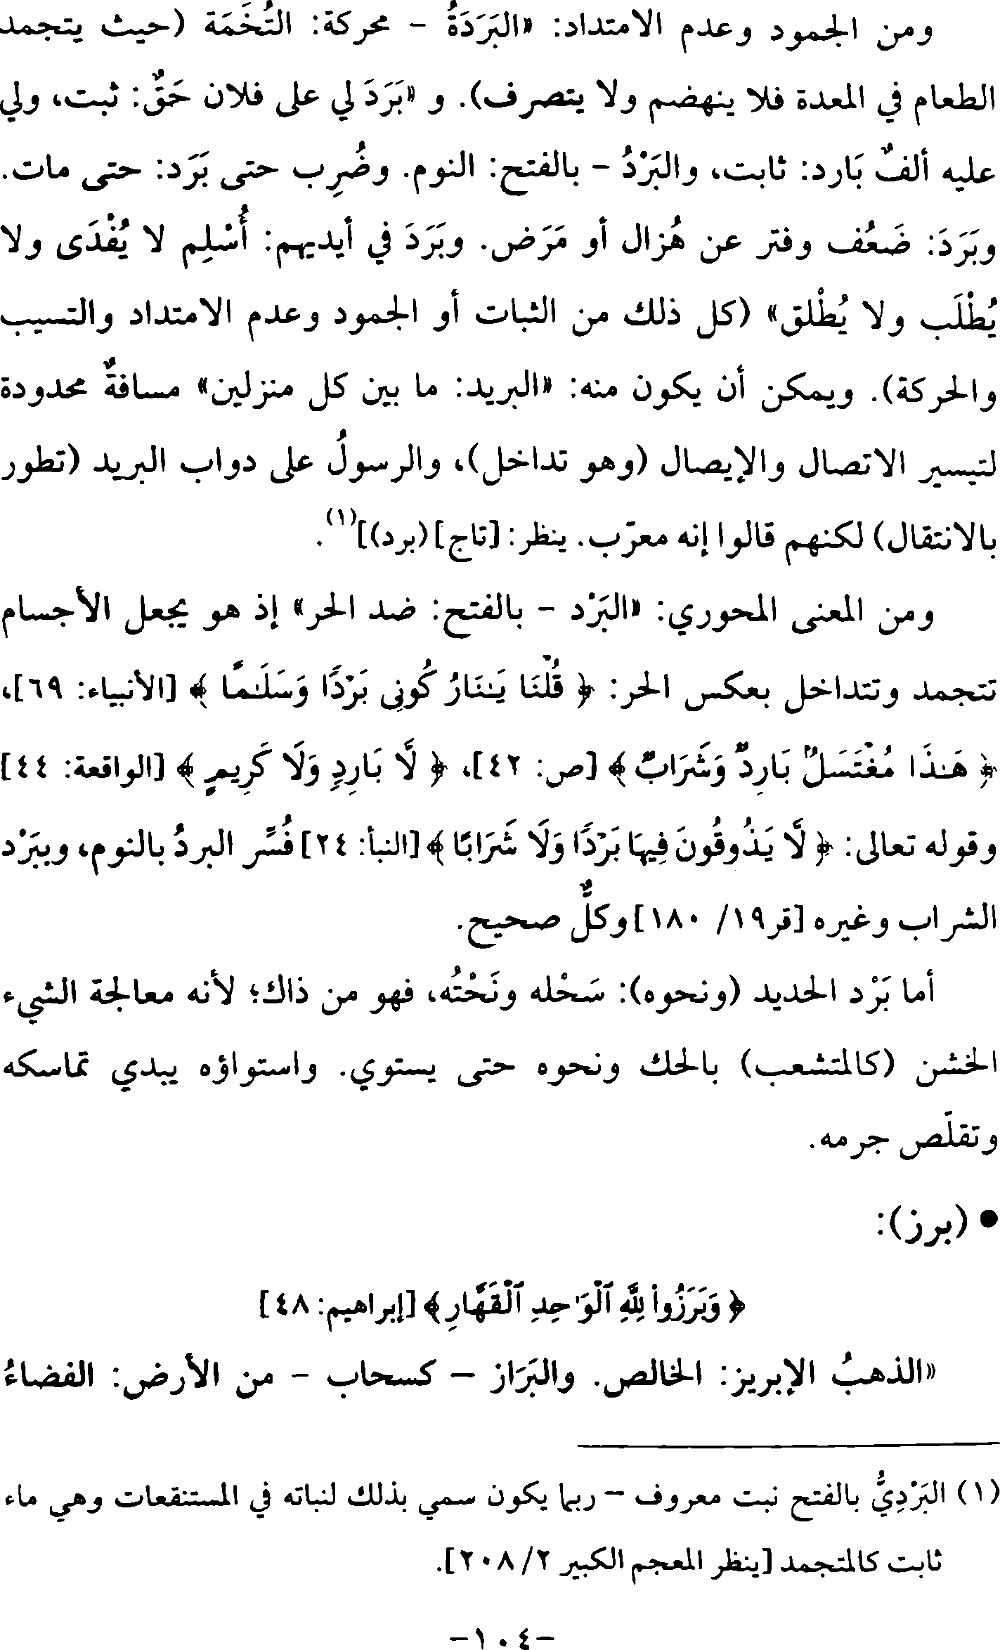 ومن الجمود وعدم الامتداد: «البَرَدَةُ - محركة: التُخَمَة (حيث يتجمد
الطعام في المعدة فلا ينهضم ولا يتصرف). و «بَرَدَ لي على فلان حَقٌّ: ثبت، ولي
عليه ألفٌ بَارد: ثابت، والبَرْدُ - بالفتح: النوم. وضُرِب حتى بَرَد: حتى مات.
وبَرَدَ: ضَعُف وفتر عن هُزال أو مَرَض. وبَرَدَ في أيديهم: أُسْلِم لا يُفْدَى ولا
يُطْلَب ولا يُطْلق» (كل ذلك من الثبات أو الجمود وعدم الامتداد والتسيب
والحركة). ويمكن أن يكون منه: «البريد: ما بين كل منزلين» مسافةٌ محدودة
لتيسير الاتصال والإيصال (وهو تداخل)، والرسولُ على دواب البريد (تطور
بالانتقال) لكنهم قالوا إنه معرّب. ينظر: [تاج] (برد)](١).
ومن المعنى المحوري: «البَرْد - بالفتح: ضد الحر» إذ هو يجعل الأجسام
تتجمد وتتداخل بعكس الحر: ﴿ قُلْنَا يَـٰنَارُ كُونِى بَرْدًا وَسَلَـٰمًا ﴾ [الأنبياء: ٦٩]،
﴿ هَـٰذَا مُغْتَسَلٌۢ بَارِدٌ وَشَرَابٌ ﴾ [ص: ٤٢]، ﴿ لَّا بَارِدٍ وَلَا كَرِيمٍ ﴾ [الواقعة: ٤٤]
وقوله تعالى: ﴿ لَّا يَذُوقُونَ فِيهَا بَرْدًا وَلَا شَرَابًا ﴾ [النبأ: ٢٤] فُسِّر البردُ بالنوم، وببَرْد
الشراب وغيره [قر١٩/ ١٨٠] وكلٌّ صحيح.
أما بَرْد الحديد (ونحوه): سَحْله ونَحْتُه، فهو من ذاك؛ لأنه معالجة الشيء
الخشن (كالمتشعب) بالحك ونحوه حتى يستوي. واستواؤه يبدي تماسكه
وتقلّص جرمه.
• (برز):
﴿ وَبَرَزُوا۟ لِلَّهِ ٱلْوَٰحِدِ ٱلْقَهَّارِ ﴾ [إبراهيم: ٤٨]
«الذهبُ الإبريز: الخالص. والبَرَاز – كسحاب - من الأرض: الفضاءُ
(١) البَرْدِيُّ بالفتح نبت معروف – ربما يكون سمي بذلك لنباته في المستنقعات وهي ماء
ثابت كالمتجمد [ينظر المعجم الكبير ٢/ ٢٠٨].
-١٠٤-